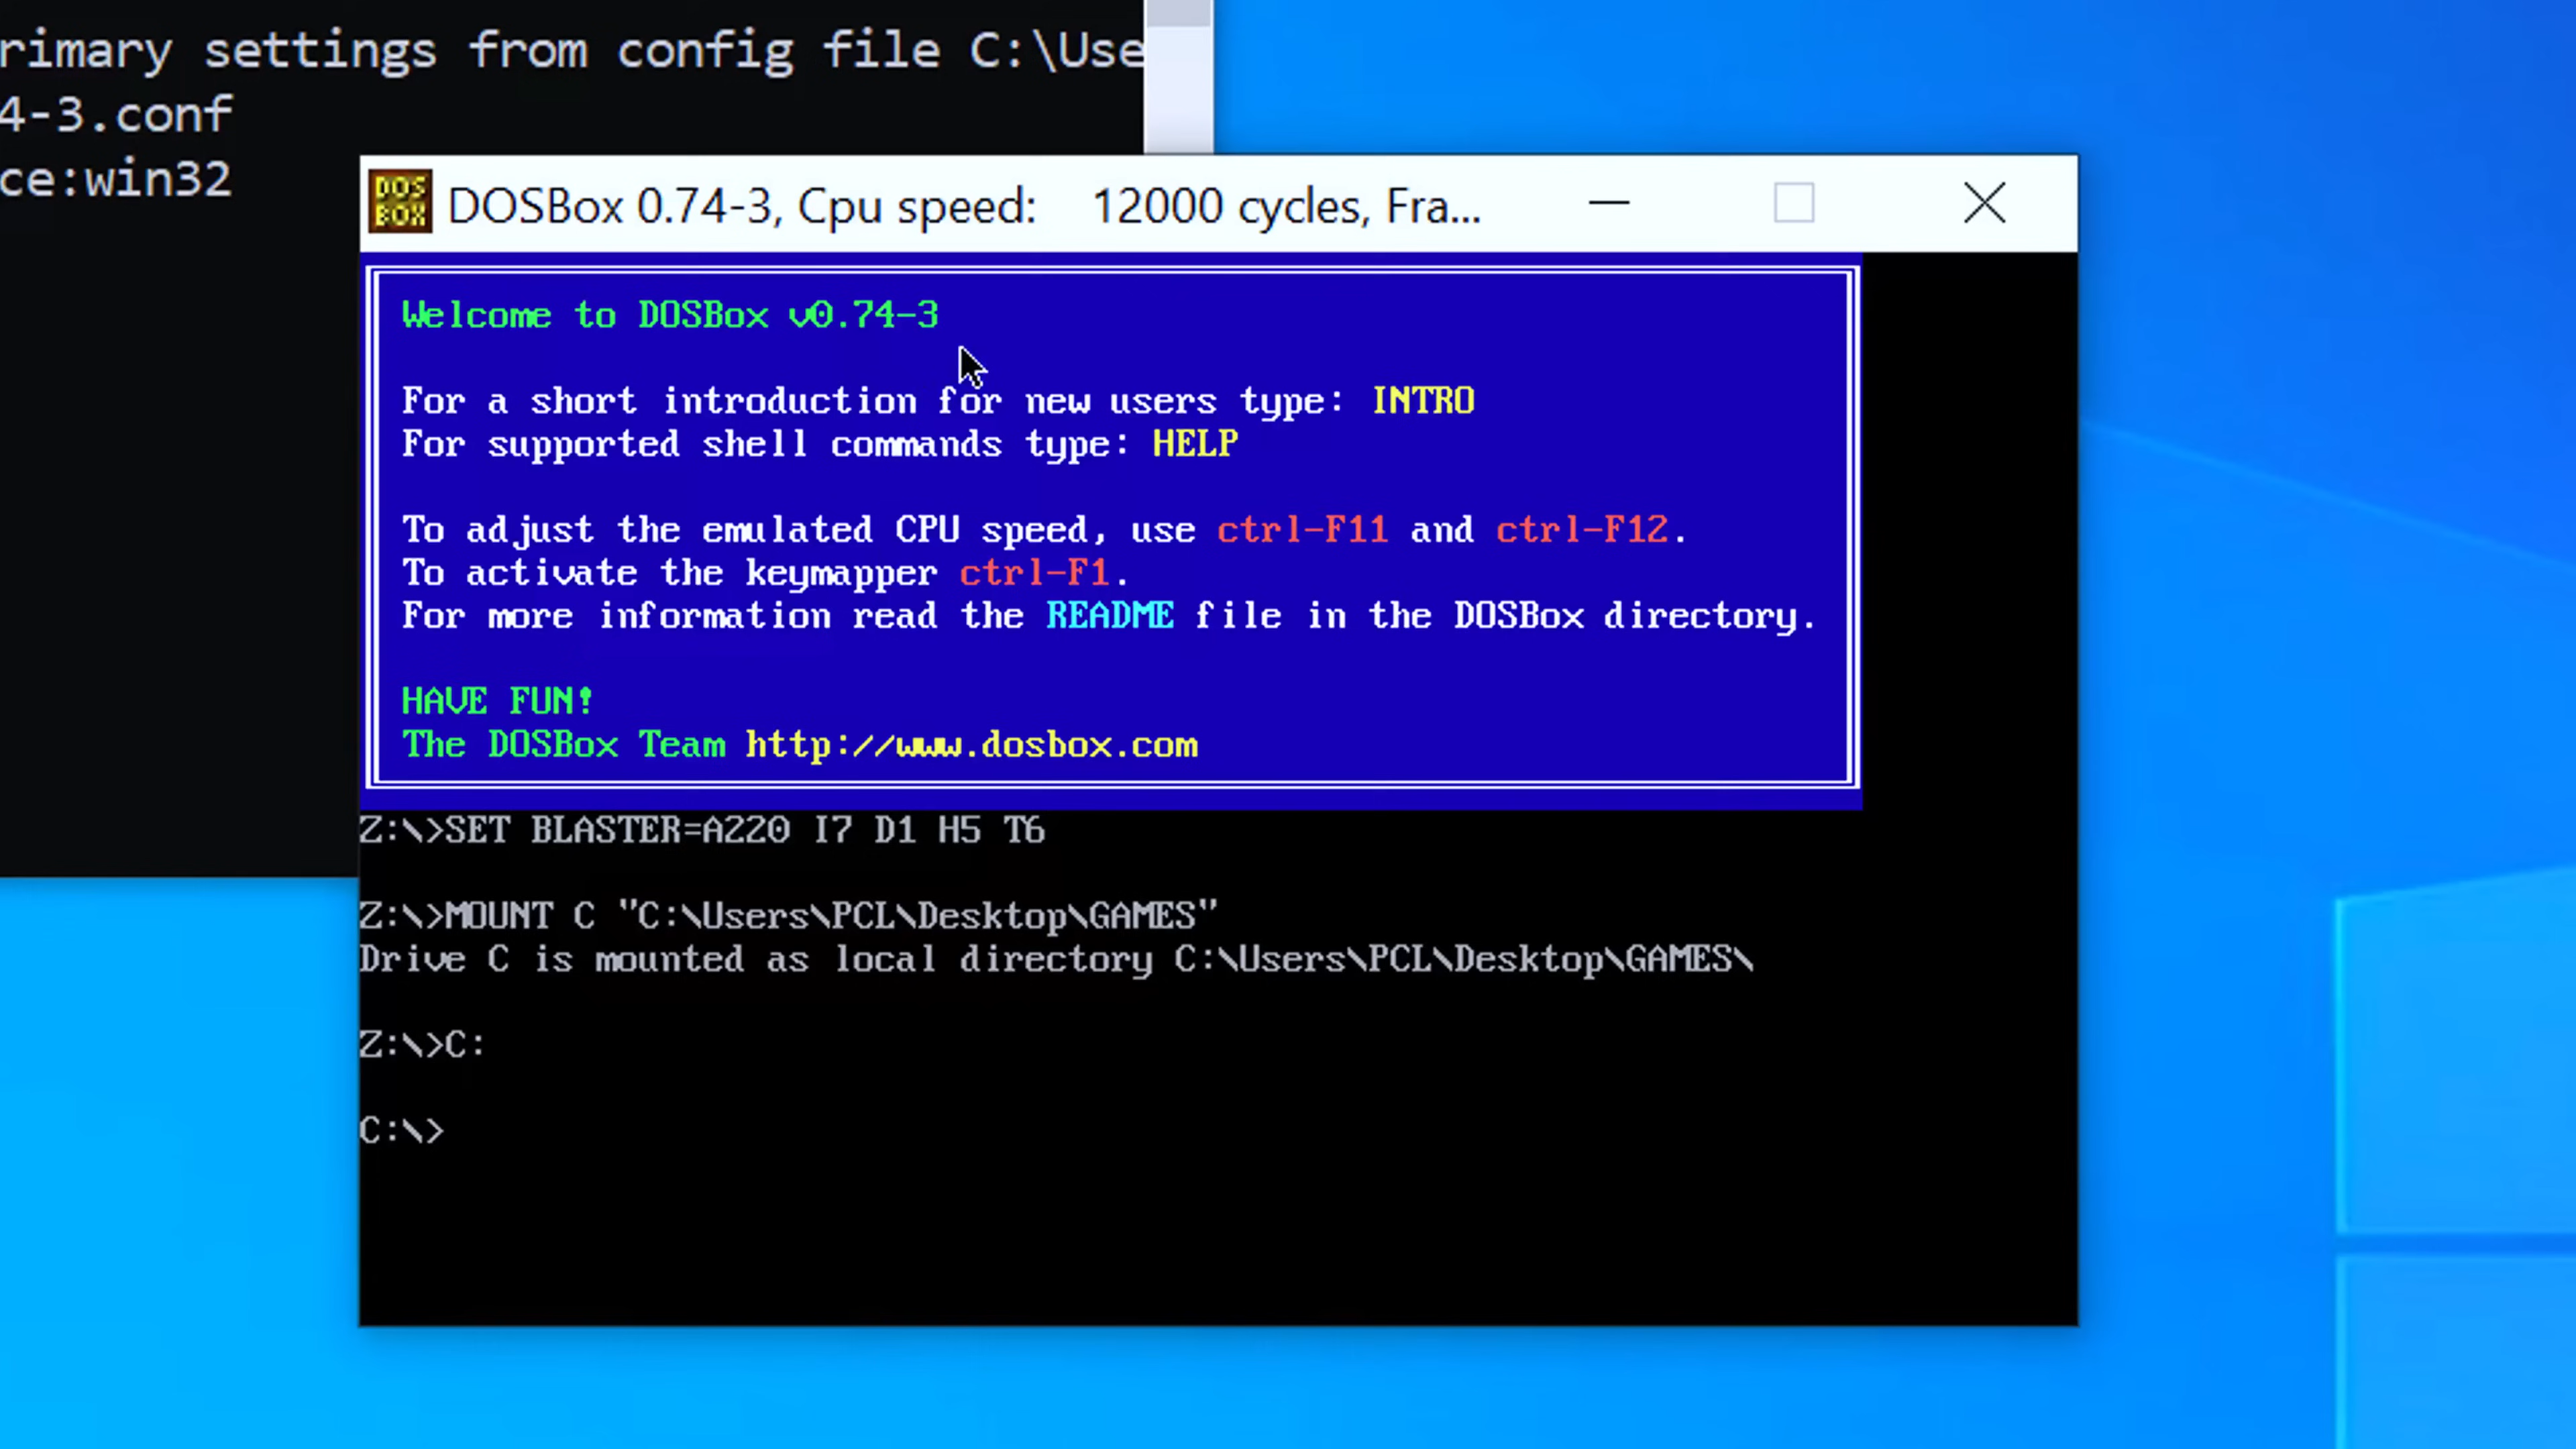 rimary settings from config file C:\Use
4-3.conf
ce:win32
DOS
BOX
DOSBox 0.74-3, Cpu speed: 12000 cycles, Fra...
Welcome to DOSBox v0.74-3
For a short introduction for new users type: INTRO
For supported shell commands type: HELP
To adjust the emulated CPU speed, use ctrl-F11 and ctrl-F12.
To activate the keymapper ctrl-F1.
For more information read the README file in the DOSBox directory.
HAVE FUN!
The DOSBox Team http://www.dosbox.com
Z:\>SET BLASTER=A220 I7 D1 H5 T6
Z:\>MOUNT C "C:\Users\PCL\Desktop\GAMES"
Drive C is mounted as local directory C:\Users\PCL\Desktop\GAMES\
Z:\>C:
C:\>